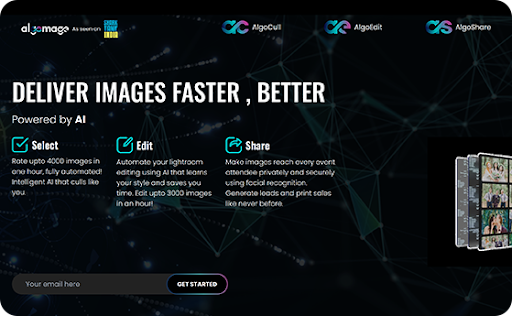 algomage As seen on SHARK TANK INDIA
AlgoCull
AlgoEdit
AlgoShare
DELIVER IMAGES FASTER , BETTER
Powered by AI
Select
Rate upto 4000 images in
one hour, fully automated!
Intelligent AI that culls like
you
Edit
Automate your lightroom
editing using AI that learns
your style and saves you
time. Edit upto 3000 images
in an hour!
Share
Make images reach every event
attendee privately and securely
using facial recognition.
Generate leads and print sales
like never before.
Your email here
GET STARTED